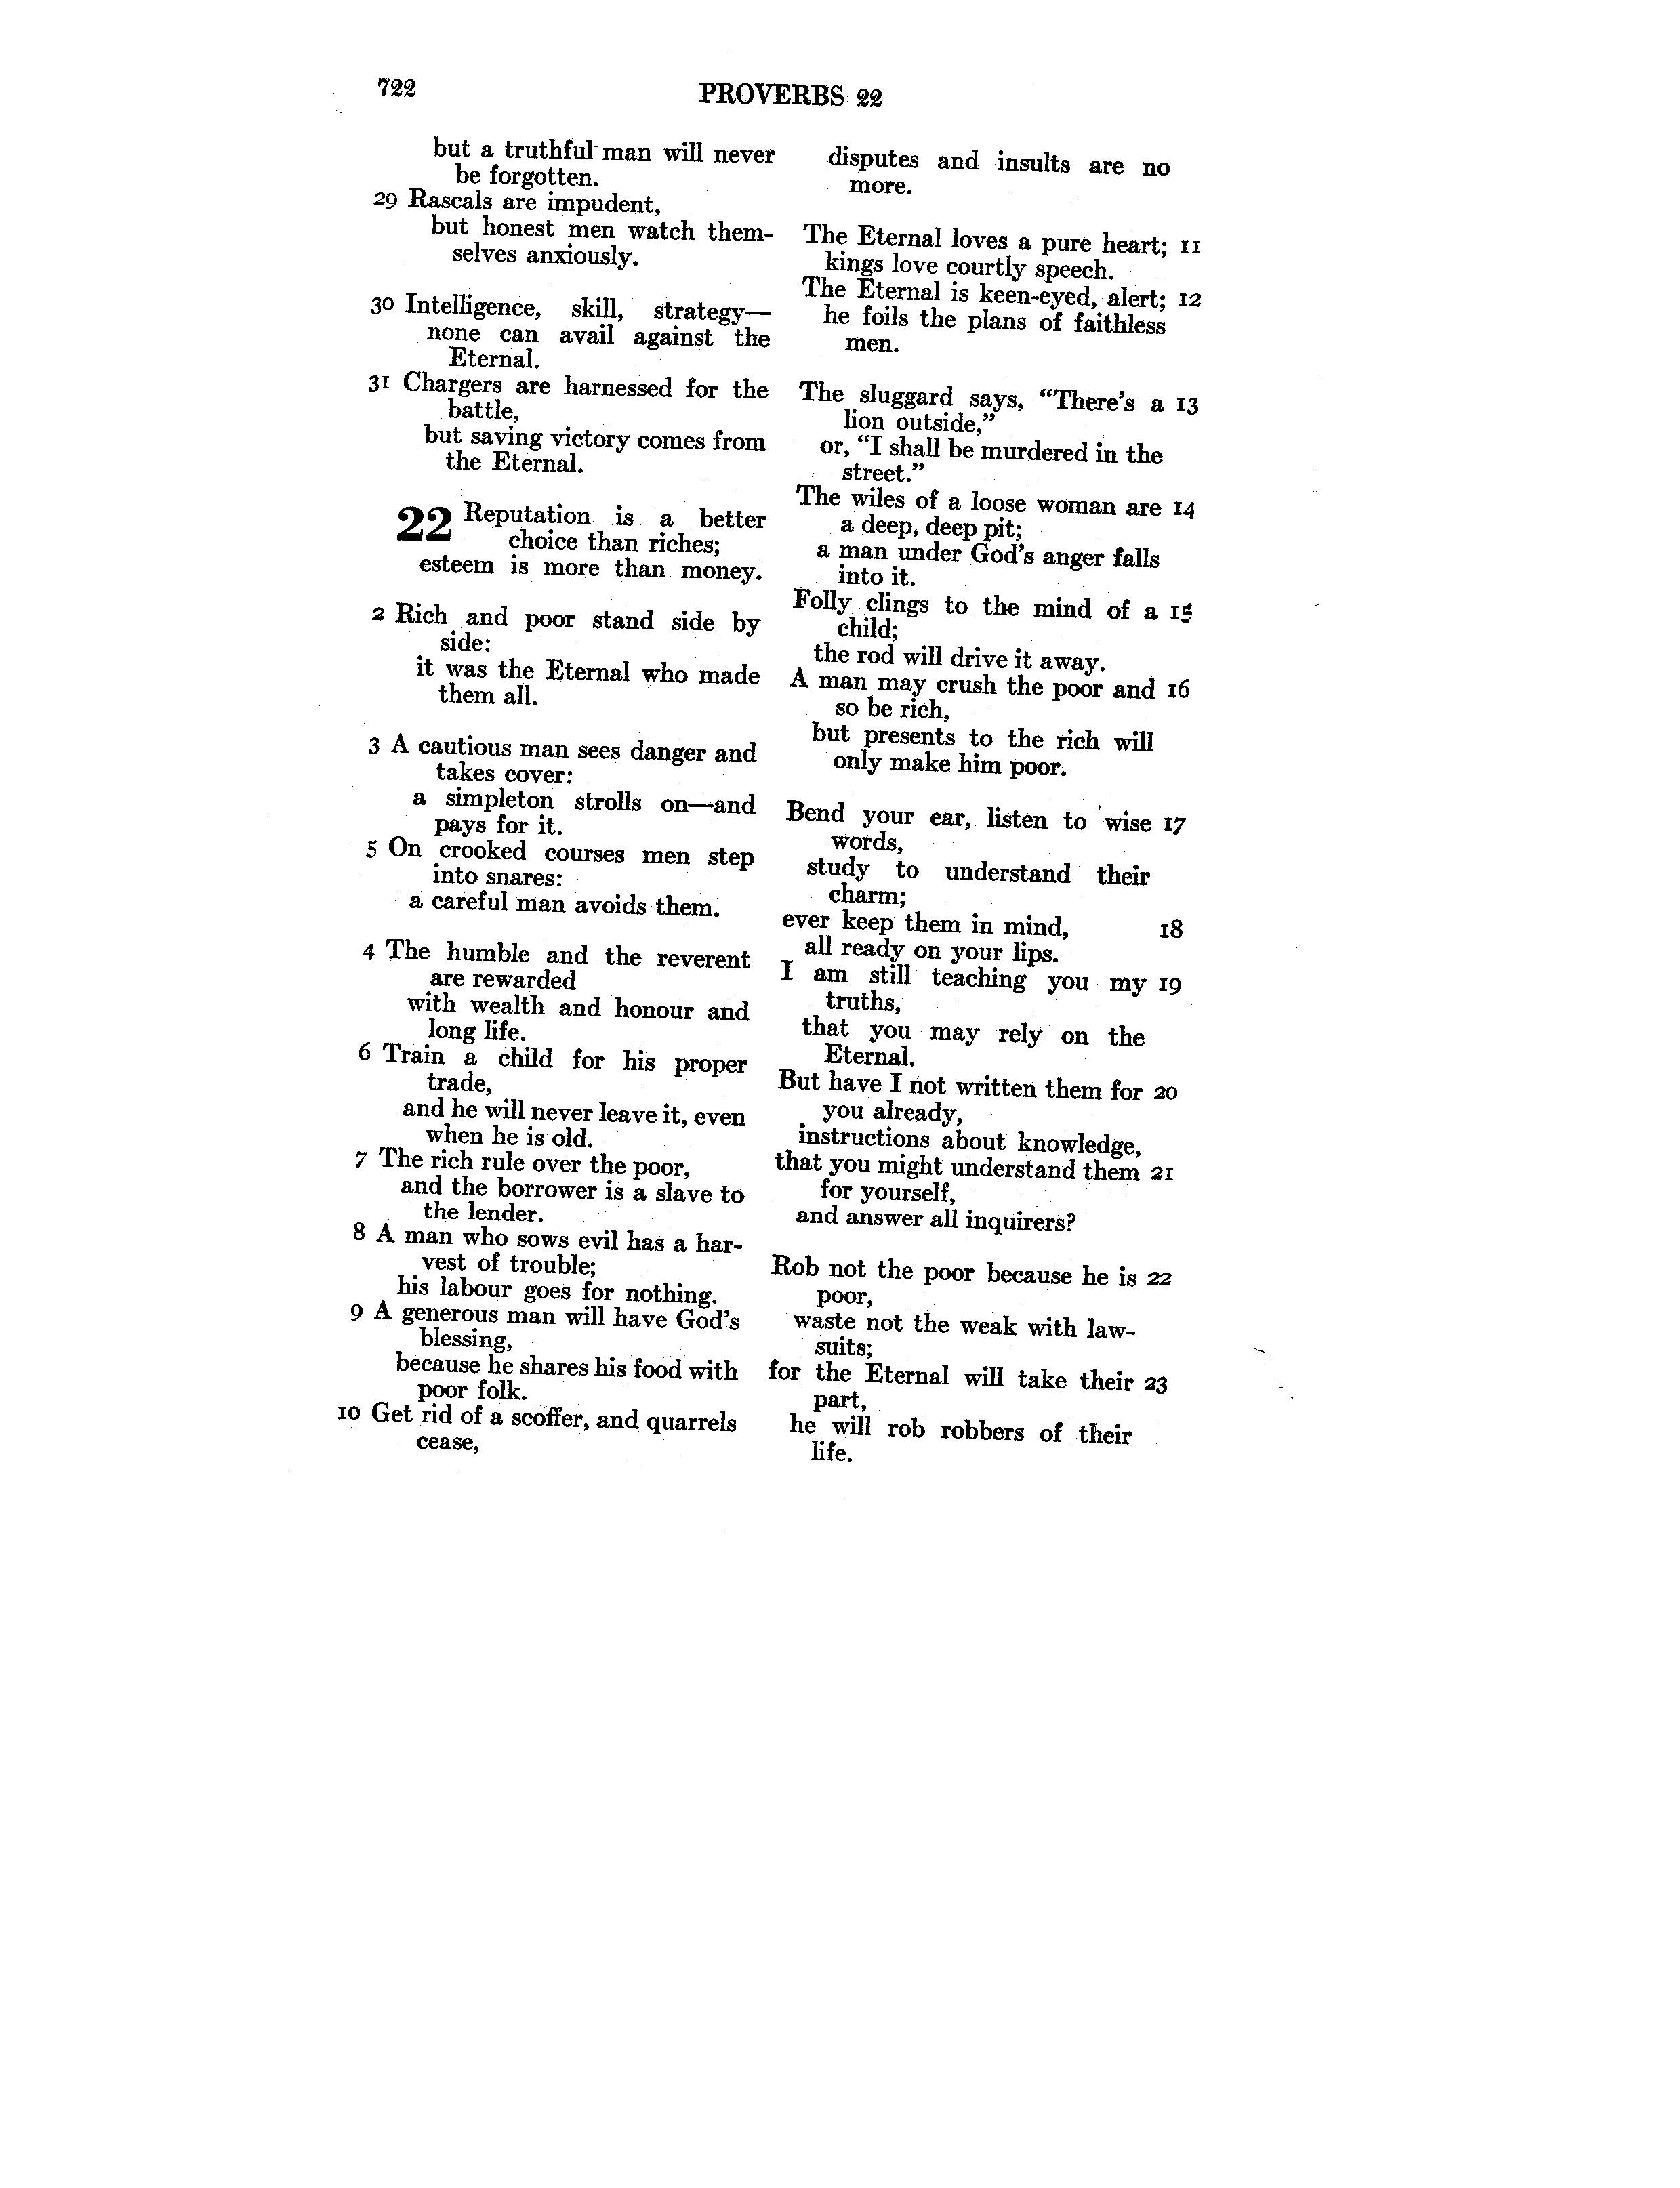 722
PROVERBS 22
but a truthful man will never
be forgotten.
29 Rascals are impudent,
but honest men watch them-
selves anxiously.
30 Intelligence, skill, strategy—
none can avail against the
Eternal.
31 Chargers are harnessed for the
battle,
but saving victory comes from
the Eternal.
22 Reputation is a better
choice than riches;
esteem is more than money.
2 Rich and poor stand side by
side:
it was the Eternal who made
them all.
3 A cautious man sees danger and
takes cover:
a simpleton strolls on—and
pays for it.
5 On crooked courses men step
into snares:
a careful man avoids them.
4 The humble and the reverent
are rewarded
with wealth and honour and
long life.
6 Train a child for his proper
trade,
and he will never leave it, even
when he is old.
7 The rich rule over the poor,
and the borrower is a slave to
the lender.
8 A man who sows evil has a har-
vest of trouble;
his labour goes for nothing.
9 A generous man will have God's
blessing,
because he shares his food with
poor folk.
10 Get rid of a scoffer, and quarrels
cease,
disputes and insults are no
more.
The Eternal loves a pure heart; 11
kings love courtly speech.
The Eternal is keen-eyed, alert; 12
he foils the plans of faithless
men.
The sluggard says, "There's a 13
lion outside,"
or, "I shall be murdered in the
street."
The wiles of a loose woman are 14
a deep, deep pit;
a man under God's anger falls
into it.
Folly clings to the mind of a 15
child;
the rod will drive it away.
A man may crush the poor and 16
so be rich,
but presents to the rich will
only make him poor.
Bend your ear, listen to wise 17
words,
study to understand their
charm;
ever keep them in mind, 18
all ready on your lips.
I am still teaching you my 19
truths,
that you may rely on the
Eternal.
But have I not written them for 20
you already,
instructions about knowledge,
that you might understand them 21
for yourself,
and answer all inquirers?
Rob not the poor because he is 22
poor,
waste not the weak with law-
suits;
for the Eternal will take their 23
part,
he will rob robbers of their
life.